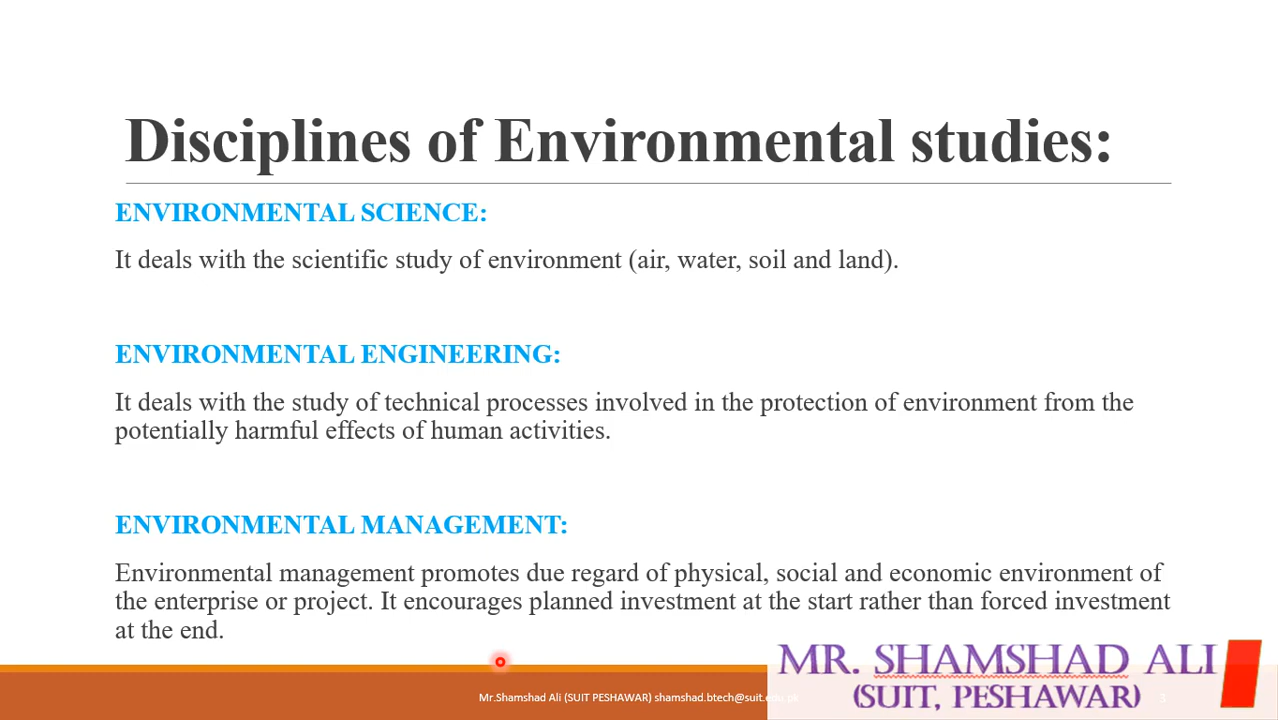 Disciplines of Environmental studies:
ENVIRONMENTAL SCIENCE:
It deals with the scientific study of environment (air, water, soil and land).
ENVIRONMENTAL ENGINEERING:
It deals with the study of technical processes involved in the protection of environment from the
potentially harmful effects of human activities.
ENVIRONMENTAL MANAGEMENT:
Environmental management promotes due regard of physical, social and economic environment of
the enterprise or project. It encourages planned investment at the start rather than forced investment
at the end.
Mr.Shamshad Ali (SUIT PESHAWAR) shamshad.btech@suit.edu.pk
MR. SHAMSHAD ALI
(SUIT, PESHAWAR)
3